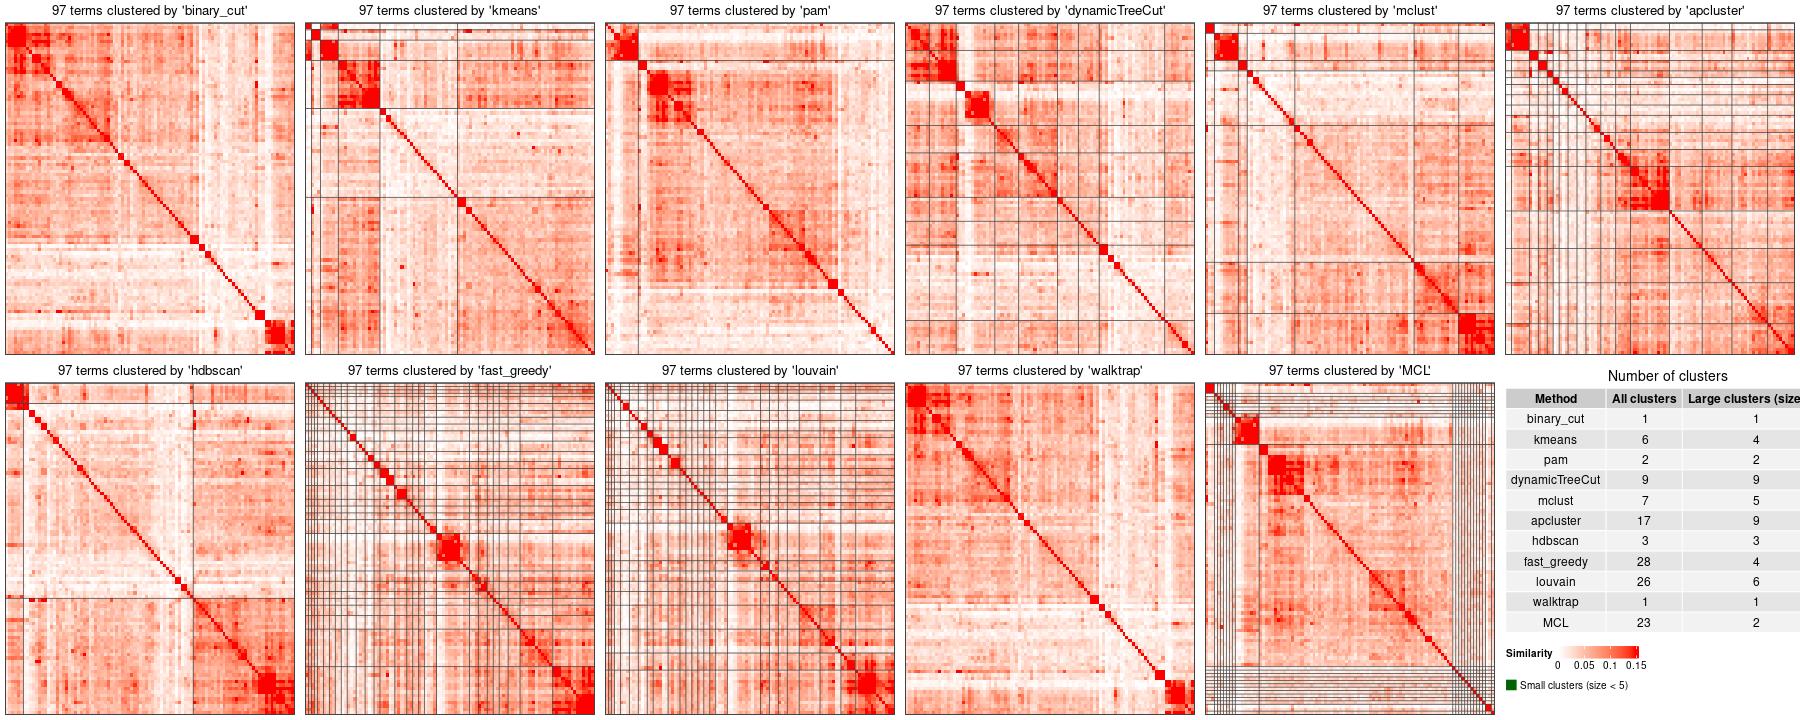 97 terms clustered by 'binary_cut'
97 terms clustered by 'kmeans'
97 terms clustered by 'pam'
97 terms clustered by 'dynamicTreeCut'
97 terms clustered by 'mclust'
97 terms clustered by 'apcluster'
97 terms clustered by 'hdbscan'
97 terms clustered by 'fast_greedy'
97 terms clustered by 'louvain'
97 terms clustered by 'walktrap'
97 terms clustered by 'MCL'
Number of clusters
Method All clusters Large clusters (size
binary_cut 1 1
kmeans 6 4
pam 2 2
dynamicTreeCut 9 9
mclust 7 5
apcluster 17 9
hdbscan 3 3
fast_greedy 28 4
louvain 26 6
walktrap 1 1
MCL 23 2
Similarity
0 0.05 0.1 0.15
Small clusters (size < 5)